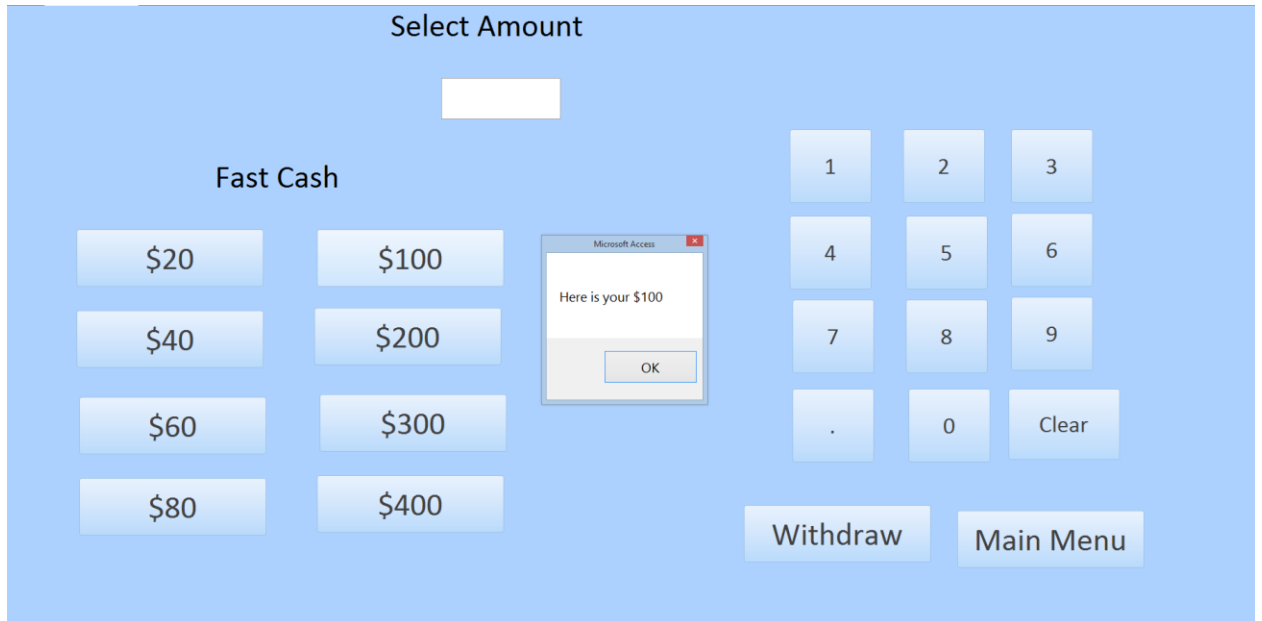 Select Amount
Fast Cash
$20
$100
$40
$200
$60
$300
$80
$400
Microsoft Access
Here is your $100
OK
1
2
3
4
5
6
7
8
9
.
0
Clear
Withdraw
Main Menu